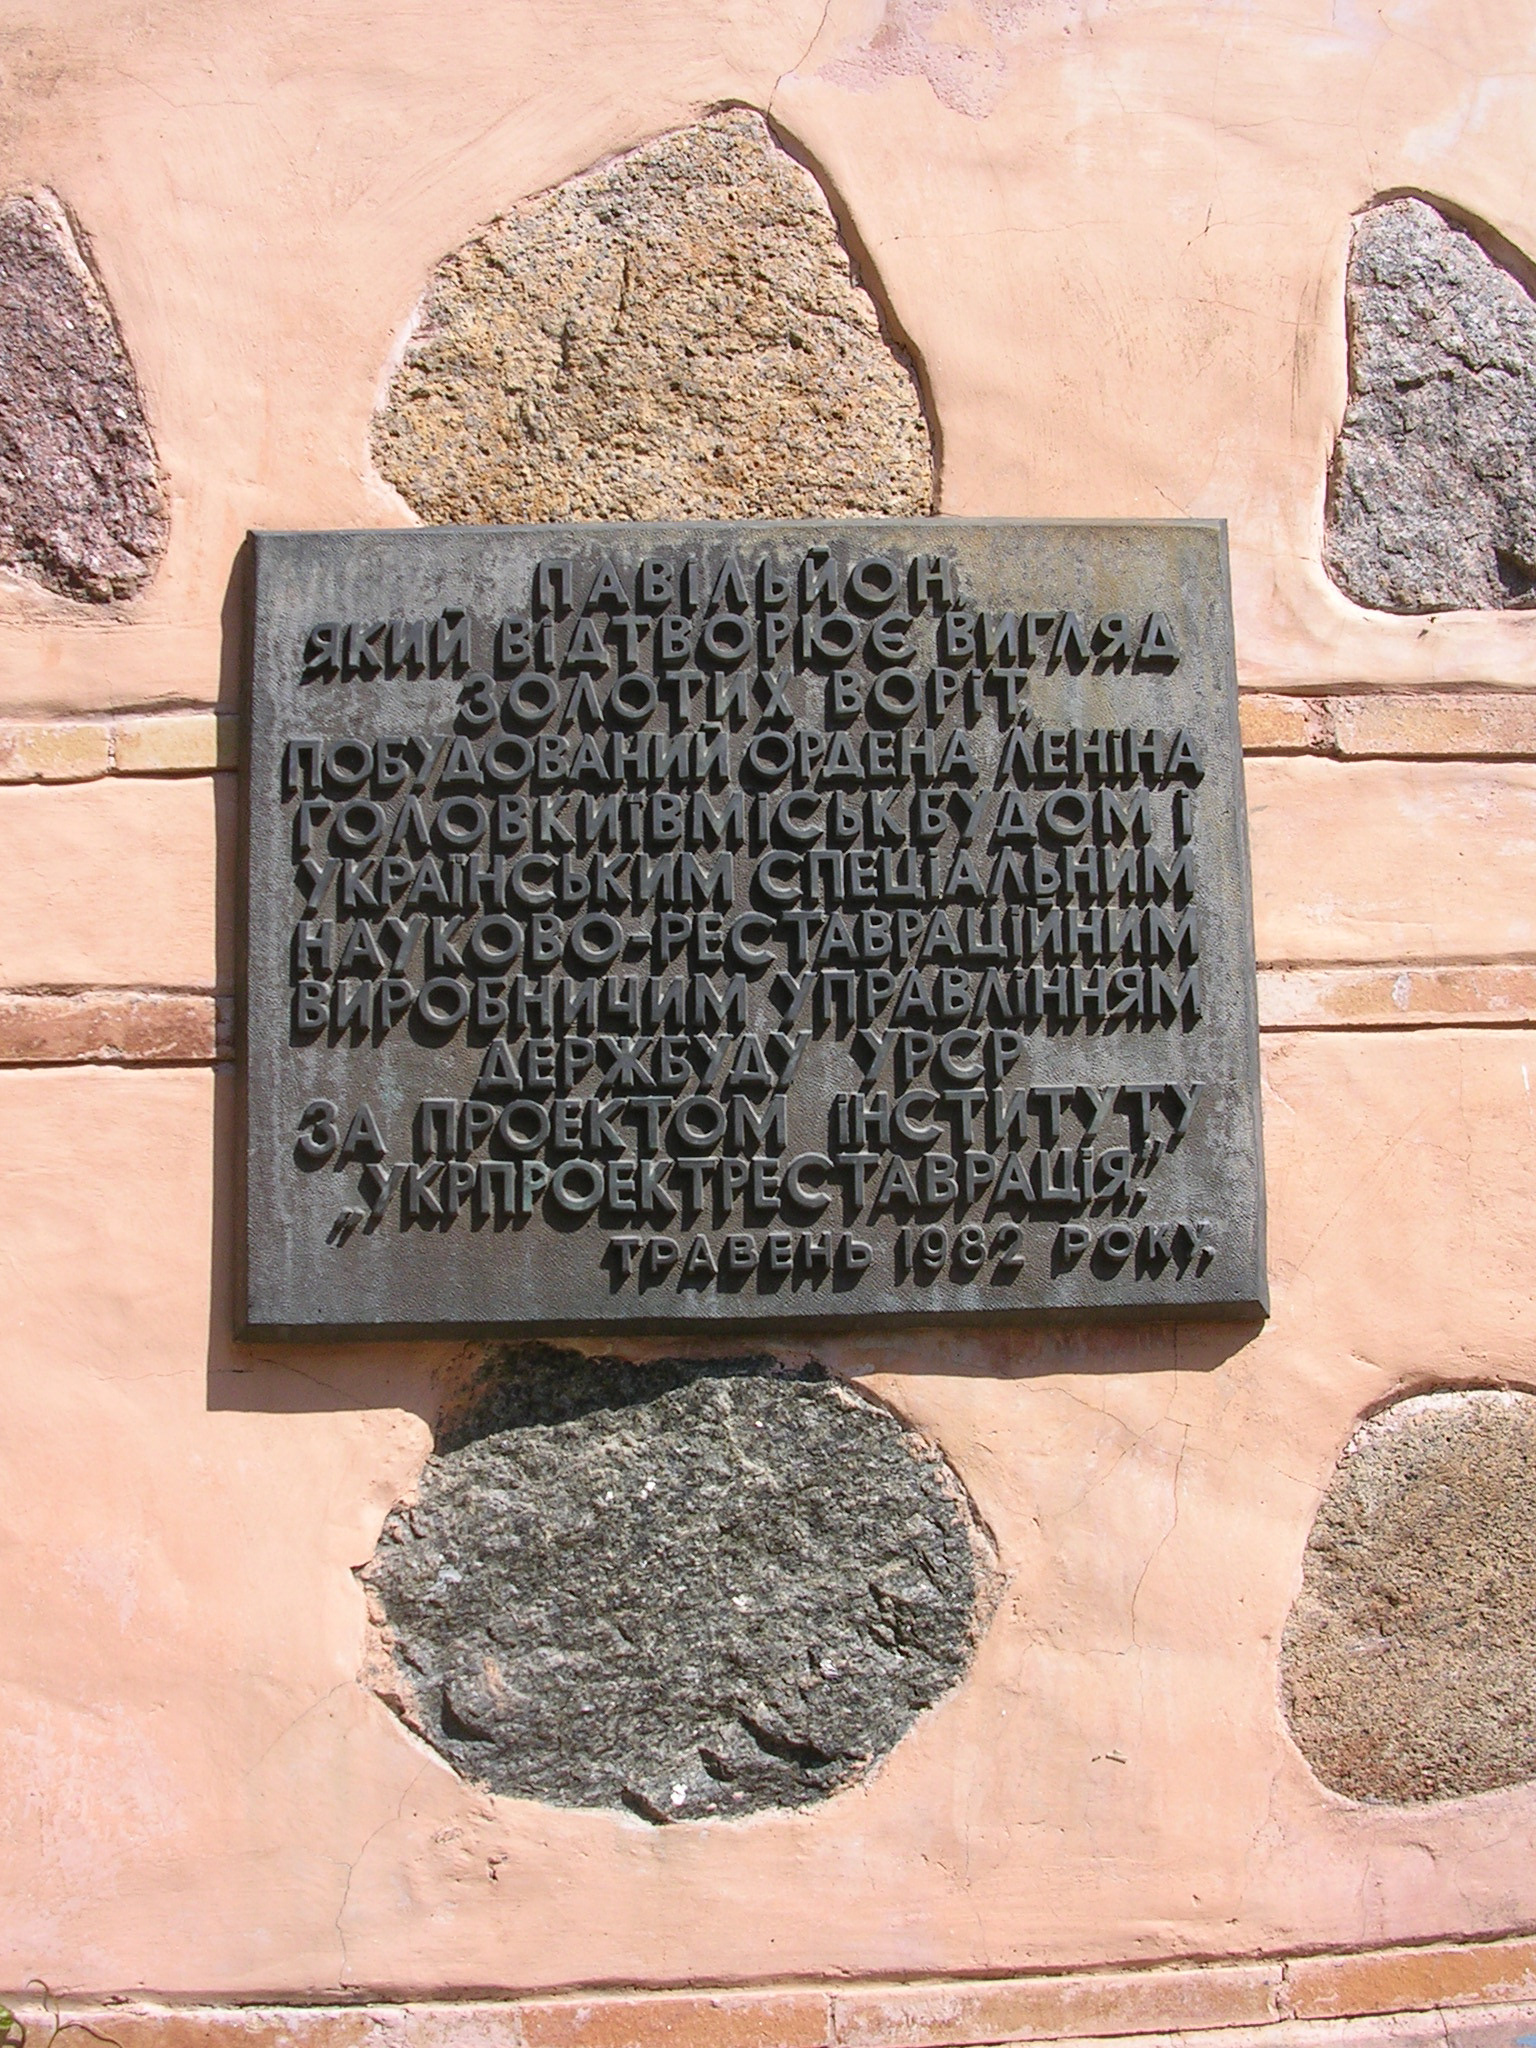 ПАВІЛЬЙОН,
ЯКИЙ ВІДТВОРЮЄ ВИГЛЯД
ЗОЛОТИХ ВОРІТ,
ПОБУДОВАНИЙ ОРДЕНА ЛЕНІНА
ГОЛОВКИЇВМІСЬКБУДОМ І
УКРАЇНСЬКИМ СПЕЦІАЛЬНИМ
НАУКОВО-РЕСТАВРАЦІЙНИМ
ВИРОБНИЧИМ УПРАВЛІННЯМ
ДЕРЖБУДУ УРСР
ЗА ПРОЕКТОМ ІНСТИТУТУ
„УКРПРОЕКТРЕСТАВРАЦІЯ".
ТРАВЕНЬ 1982 РОКУ.